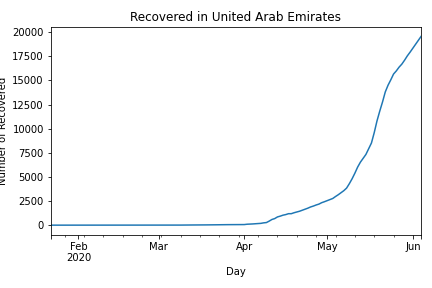 Recovered in United Arab Emirates
Number of Recovered
20000
17500
15000
12500
10000
7500
5000
2500
0
Feb
2020
Mar
Apr
May
Jun
Day